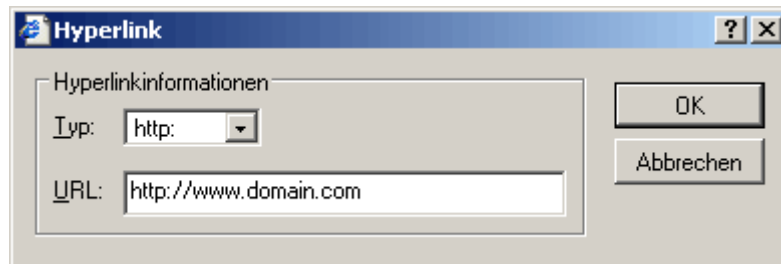 Hyperlink
Hyperlinkinformationen
Typ: http:
URL: http://www.domain.com
OK
Abbrechen